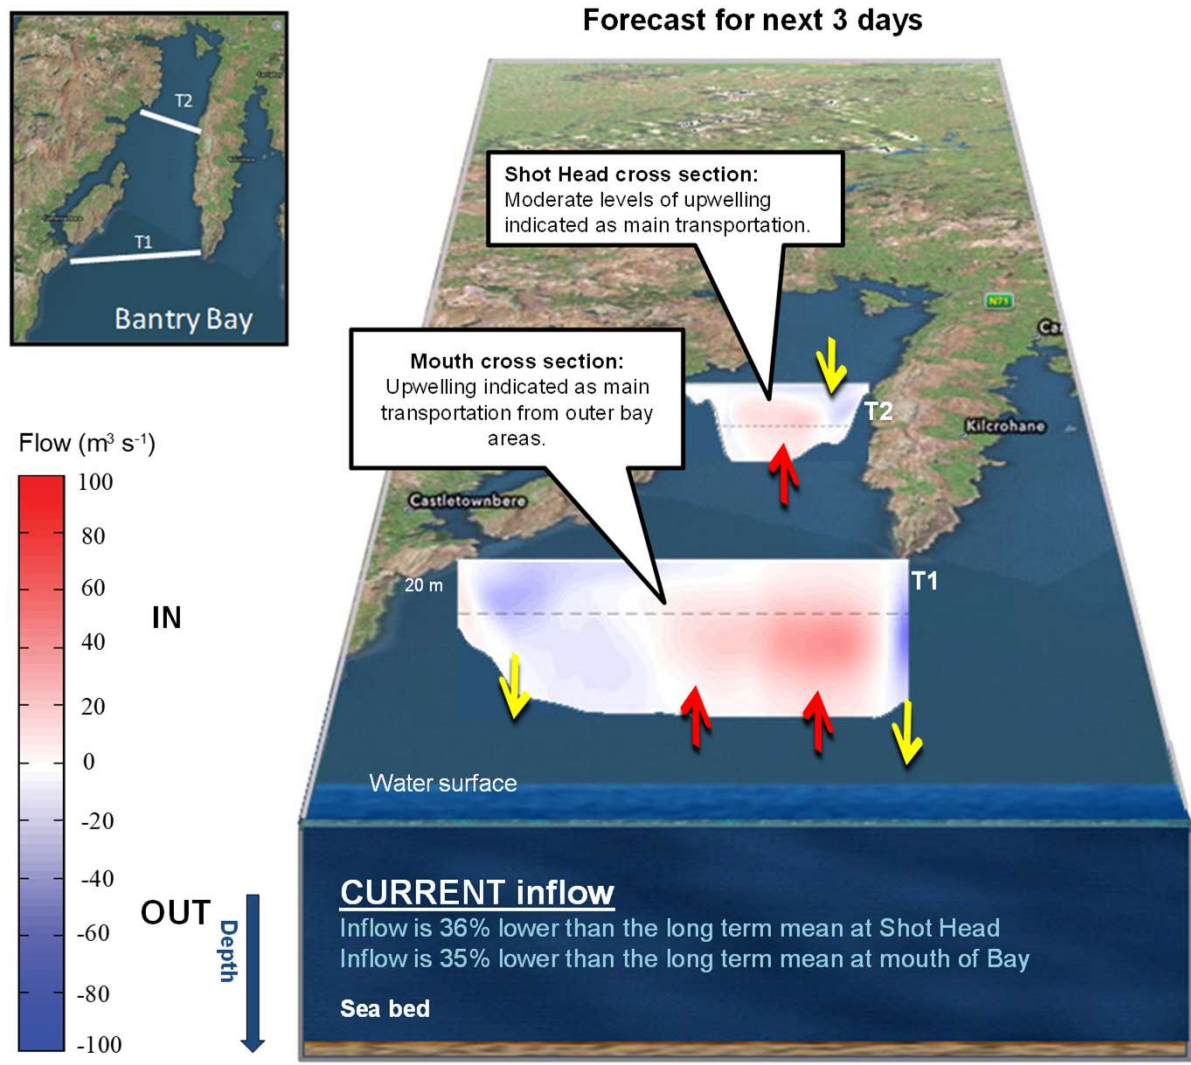 Forecast for next 3 days
T2
T1
Bantry Bay
Shot Head cross section:
Moderate levels of upwelling
indicated as main transportation.
N71
Ca
Mouth cross section:
Upwelling indicated as main
transportation from outer bay
areas.
T2
Kilcrohane
Castletownbere
Flow (m³ s⁻¹)
100
80
60
40
20
0
-20
-40
-60
-80
-100
IN
OUT
Depth
20 m
T1
Water surface
CURRENT inflow
Inflow is 36% lower than the long term mean at Shot Head
Inflow is 35% lower than the long term mean at mouth of Bay
Sea bed